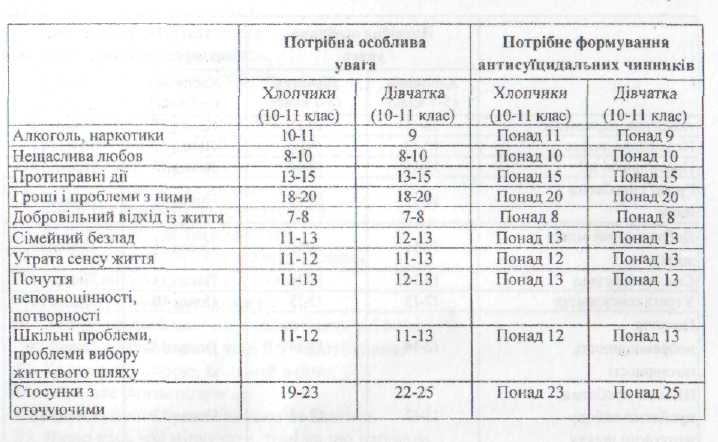 Потрібна особлива увага | Потрібне формування антисуїцидальних чинників
Хлопчики (10-11 клас) | Дівчатка (10-11 клас) | Хлопчики (10-11 клас) | Дівчатка (10-11 клас)
Алкоголь, наркотики | 10-11 | 9 | Понад 11 | Понад 9
Нещаслива любов | 8-10 | 8-10 | Понад 10 | Понад 10
Протиправні дії | 13-15 | 13-15 | Понад 15 | Понад 15
Гроші і проблеми з ними | 18-20 | 18-20 | Понад 20 | Понад 20
Добровільний відхід із життя | 7-8 | 7-8 | Понад 8 | Понад 8
Сімейний безлад | 11-13 | 12-13 | Понад 13 | Понад 13
Утрата сенсу життя | 11-12 | 11-13 | Понад 12 | Понад 13
Почуття неповноцінності, потворності | 11-13 | 12-13 | Понад 13 | Понад 13
Шкільні проблеми, проблеми вибору життєвого шляху | 11-12 | 11-13 | Понад 12 | Понад 13
Стосунки з оточуючими | 19-23 | 22-25 | Понад 23 | Понад 25